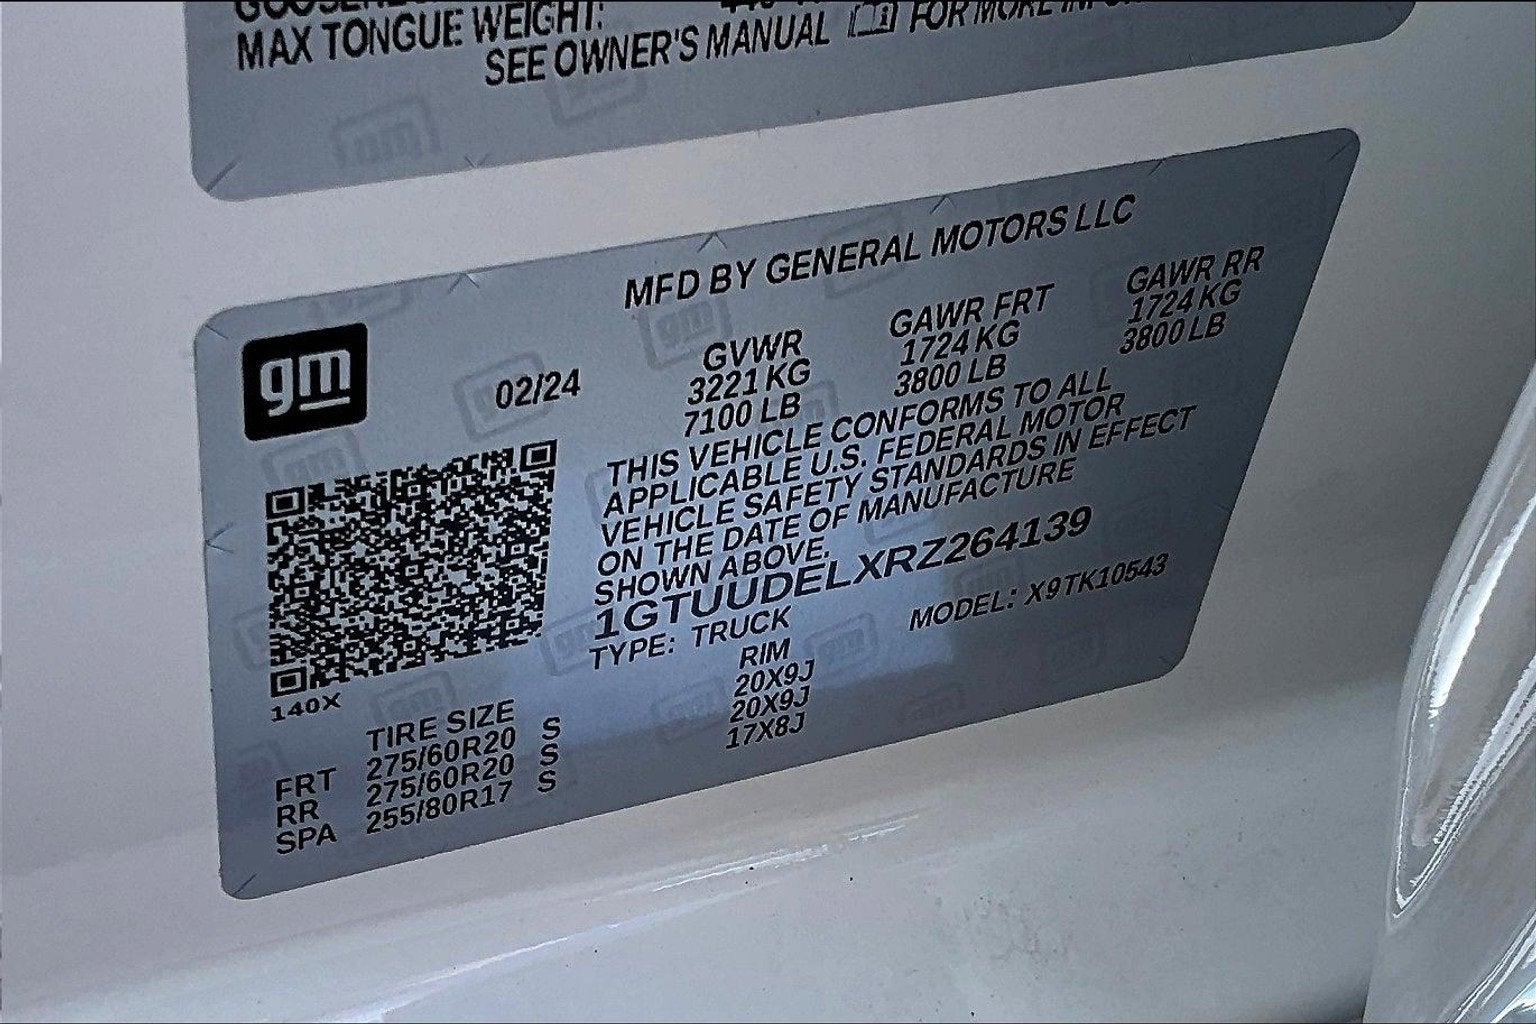 MAX TONGUE WEIGHT:
SEE OWNER'S MANUAL FOR MORE
MFD BY GENERAL MOTORS LLC
gm
02/24
GVWR GAWR FRT GAWR RR
3221 KG 1724 KG 1724 KG
7100 LB 3800 LB 3800 LB
THIS VEHICLE CONFORMS TO ALL
APPLICABLE U.S. FEDERAL MOTOR
VEHICLE SAFETY STANDARDS IN EFFECT
ON THE DATE OF MANUFACTURE
SHOWN ABOVE.
1GTUUDELXRZ264139
TYPE: TRUCK MODEL: X9TK10543
140X
TIRE SIZE RIM
FRT 275/60R20 S 20X9J
RR 275/60R20 S 20X9J
SPA 255/80R17 S 17X8J